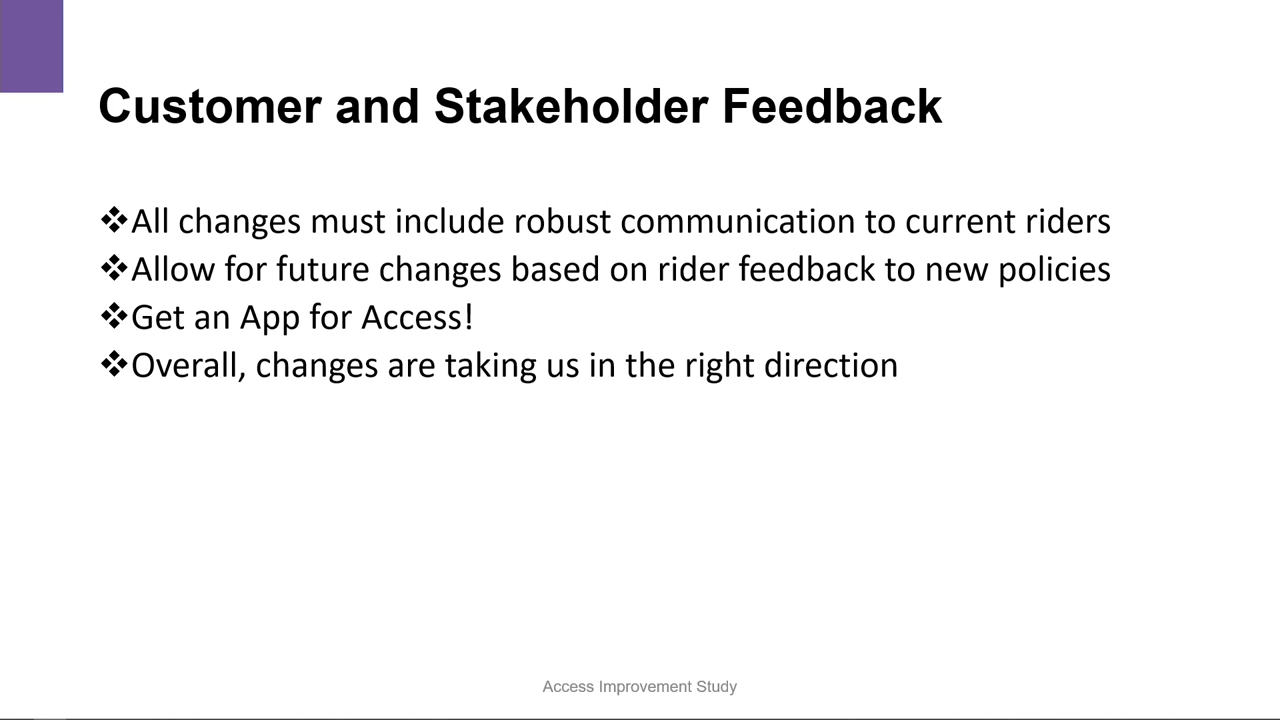 Customer and Stakeholder Feedback
❖All changes must include robust communication to current riders
❖Allow for future changes based on rider feedback to new policies
❖Get an App for Access!
❖Overall, changes are taking us in the right direction
Access Improvement Study